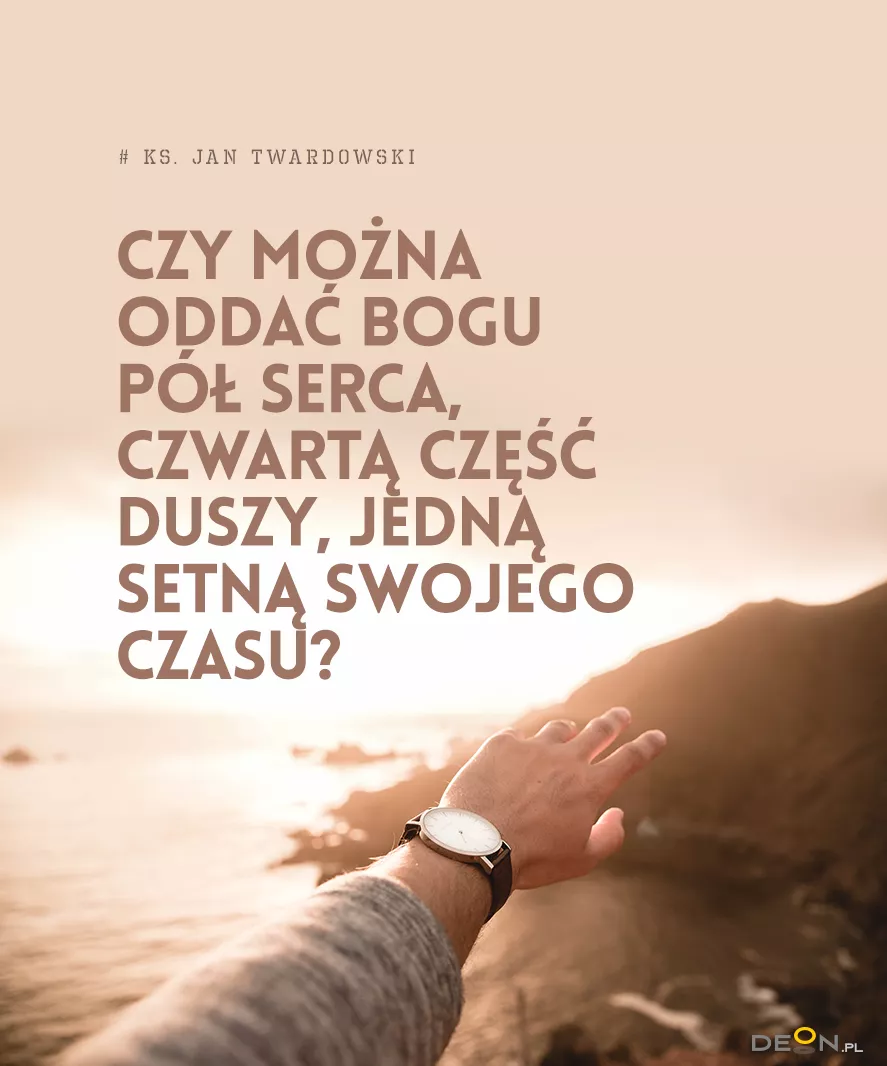 # KS. JAN TWARDOWSKI
CZY MOŻNA
ODDAĆ BOGU
PÓŁ SERCA,
CZWARTĄ CZĘŚĆ
DUSZY, JEDNĄ
SETNĄ SWOJEGO
CZASU?
DEON.PL